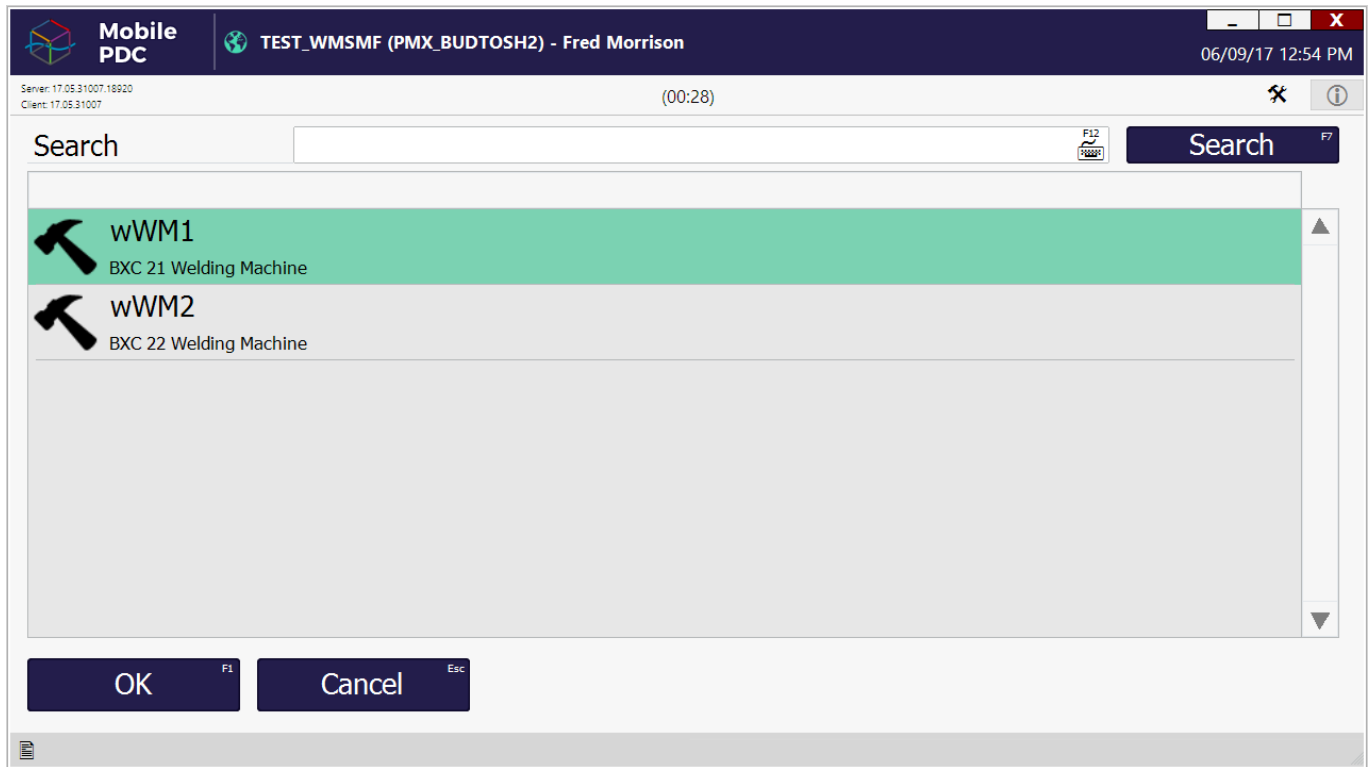 Mobile
PDC
TEST_WMSMF (PMX_BUDTOSH2) - Fred Morrison
X
06/09/17 12:54 PM
Server: 17.05.31007.18920
Client: 17.05.31007
(00:28)
Search
F12
Search
F7
wWM1
BXC 21 Welding Machine
wWM2
BXC 22 Welding Machine
OK
F1
Cancel
Esc